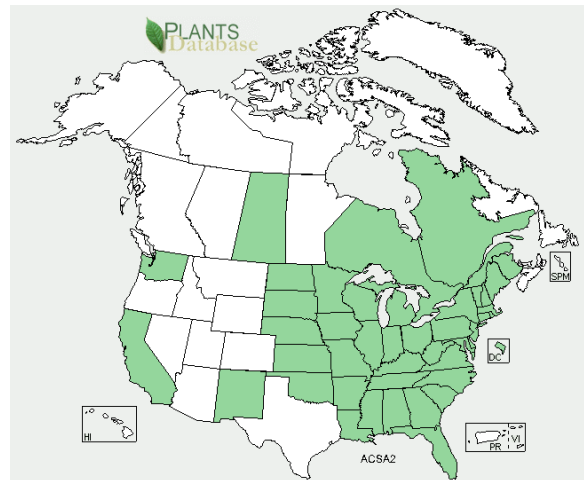 PLANTS
Database
SPM
DC
HI
PR VI
ACSA2